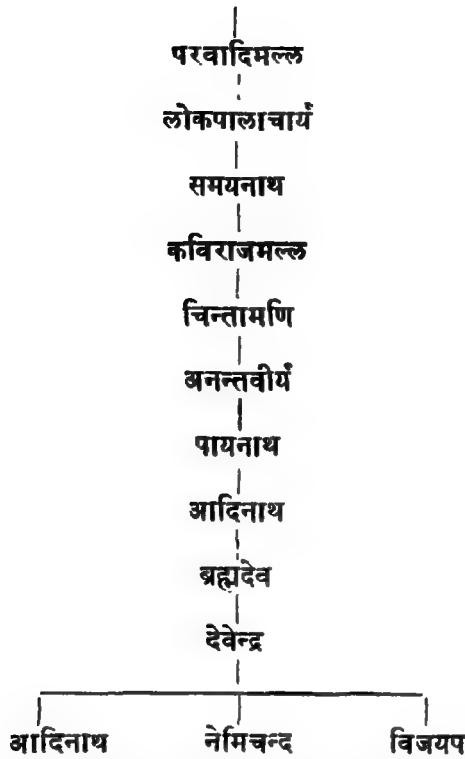 परवादिमल्ल
लोकपालाचार्य
समयनाथ
कविराजमल्ल
चिन्तामणि
अनन्तवीर्य
पायनाथ
आदिनाथ
ब्रह्मदेव
देवेन्द्र
आदिनाथ नेमिचन्द विजयप